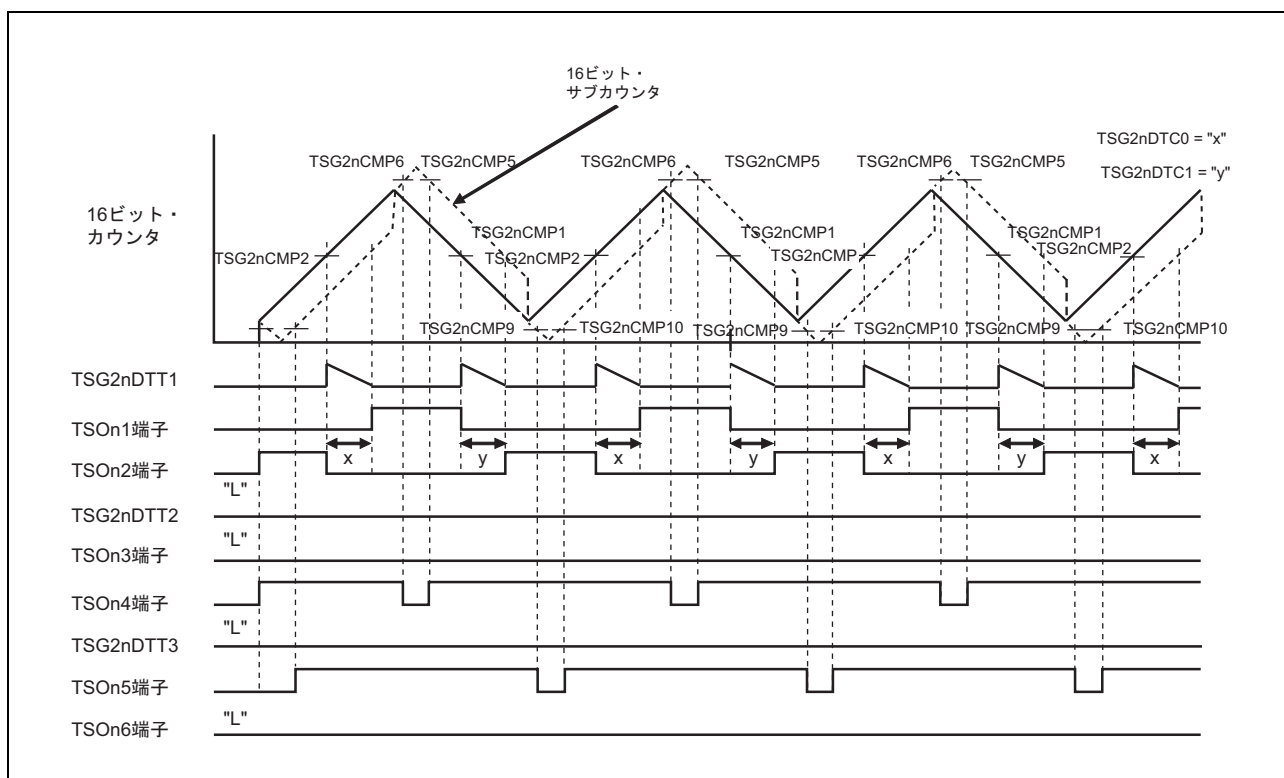 16ビット・
サブカウンタ
TSG2nDTC0 = "x"
TSG2nCMP6
TSG2nCMP5
TSG2nCMP6
TSG2nCMP5
TSG2nCMP6
TSG2nCMP5
TSG2nDTC1 = "y"
16ビット・
カウンタ
TSG2nCMP2
TSG2nCMP1
TSG2nCMP2
TSG2nCMP1
TSG2nCMP
TSG2nCMP1
TSG2nCMP2
TSG2nCMP9
TSG2nCMP10
TSG2nCMP9
TSG2nCMP10
TSG2nCMP9
TSG2nCMP10
TSG2nDTT1
TSOn1端子
x
y
x
y
x
y
x
TSOn2端子
"L"
TSG2nDTT2
"L"
TSOn3端子
TSOn4端子
"L"
TSG2nDTT3
TSOn5端子
"L"
TSOn6端子